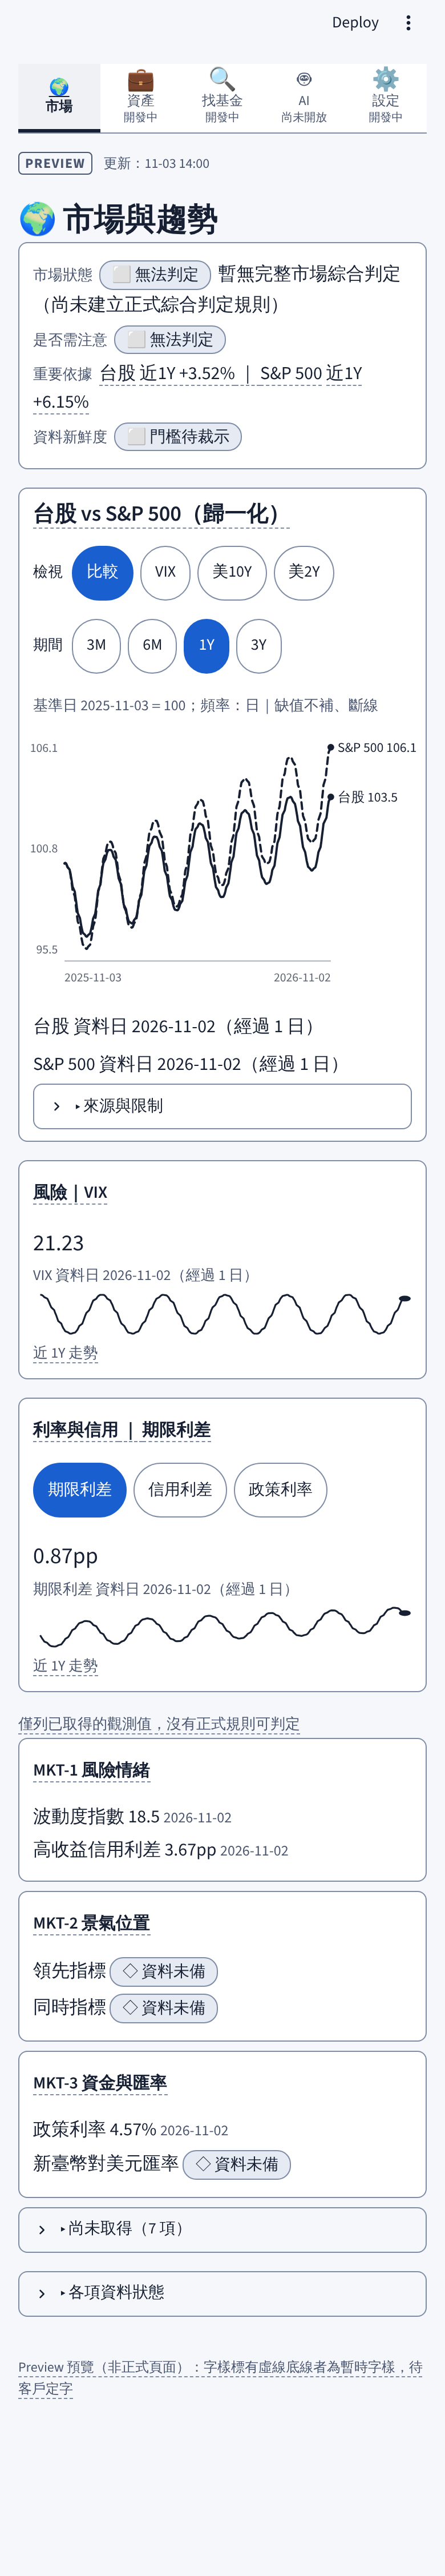 Deploy
市場
資產
開發中
找基金
開發中
AI
尚未開放
設定
開發中
PREVIEW 更新：11-03 14:00
市場與趨勢
市場狀態 無法判定 暫無完整市場綜合判定
（尚未建立正式綜合判定規則）
是否需注意 無法判定
重要依據 台股 近1Y +3.52% ｜ S&P 500 近1Y
+6.15%
資料新鮮度 門檻待裁示
台股 vs S&P 500（歸一化）
檢視 比較 VIX 美10Y 美2Y
期間 3M 6M 1Y 3Y
基準日 2025-11-03＝100；頻率：日｜缺值不補、斷線
106.1
S&P 500 106.1
台股 103.5
100.8
95.5
2025-11-03 2026-11-02
台股 資料日 2026-11-02（經過 1 日）
S&P 500 資料日 2026-11-02（經過 1 日）
▸ 來源與限制
風險｜VIX
21.23
VIX 資料日 2026-11-02（經過 1 日）
近 1Y 走勢
利率與信用 ｜ 期限利差
期限利差 信用利差 政策利率
0.87pp
期限利差 資料日 2026-11-02（經過 1 日）
近 1Y 走勢
僅列已取得的觀測值，沒有正式規則可判定
MKT-1 風險情緒
波動度指數 18.5 2026-11-02
高收益信用利差 3.67pp 2026-11-02
MKT-2 景氣位置
領先指標 ◇ 資料未備
同時指標 ◇ 資料未備
MKT-3 資金與匯率
政策利率 4.57% 2026-11-02
新臺幣對美元匯率 ◇ 資料未備
▸ 尚未取得（7 項）
▸ 各項資料狀態
Preview 預覽（非正式頁面）：字樣標有虛線底線者為暫時字樣，待
客戶定字